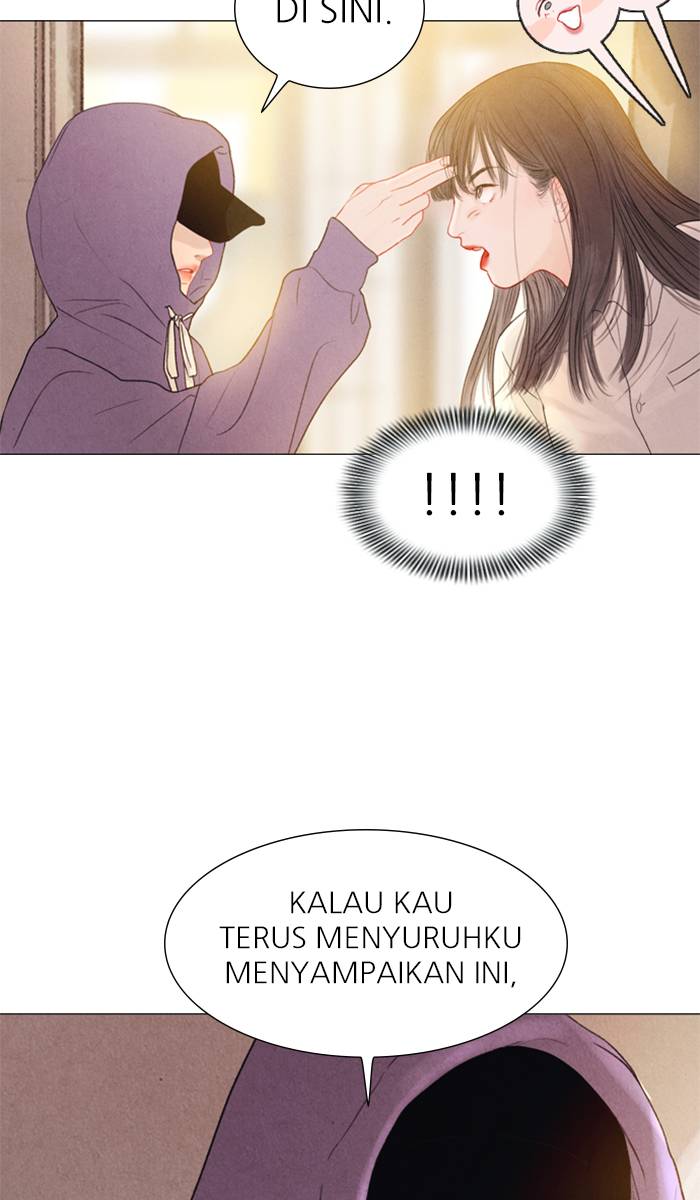 DI SINI.
! ! ! !
KALAU KAU
TERUS MENYURUHKU
MENYAMPAIKAN INI,